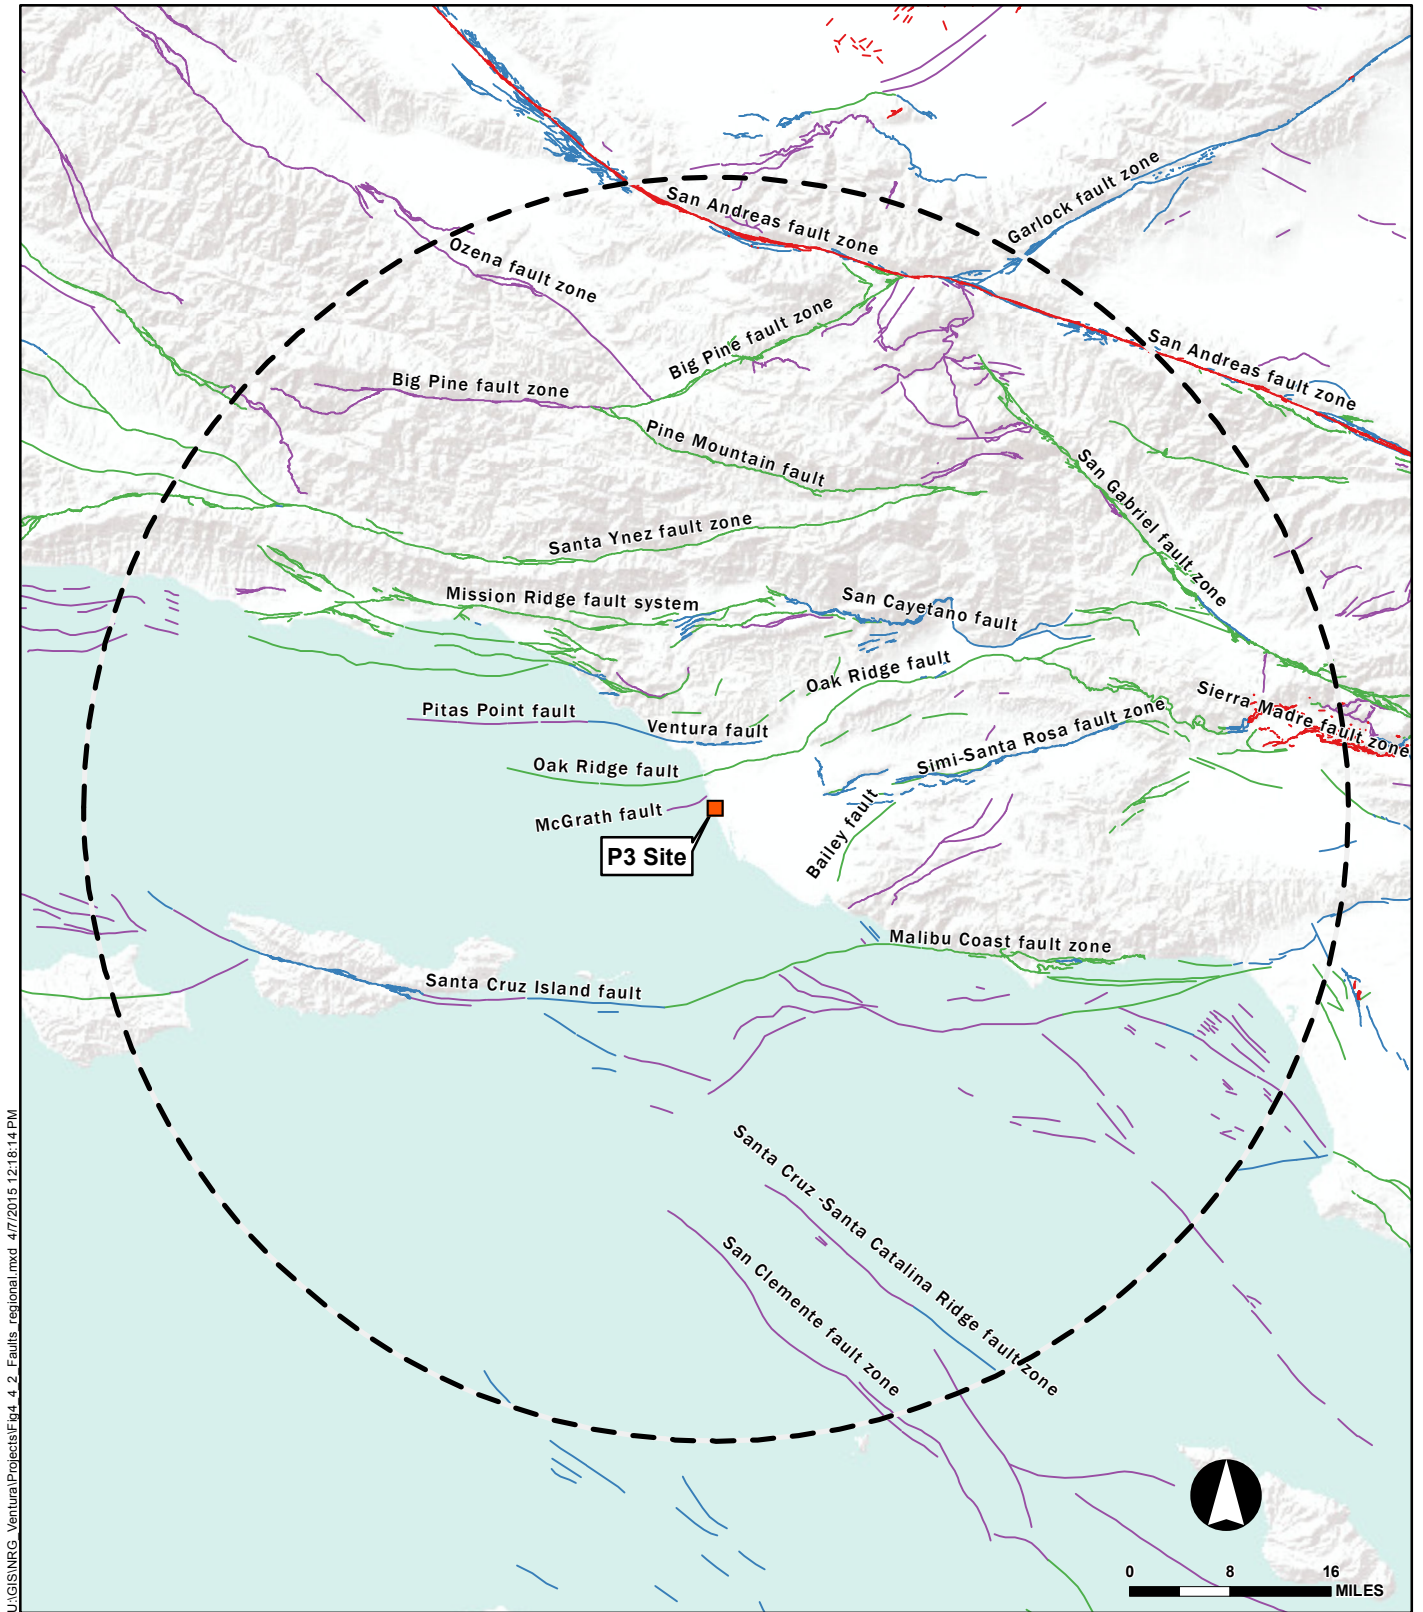 San Andreas fault zone
Garlock fault zone
Ozena fault zone
Big Pine fault zone
San Andreas fault zone
Big Pine fault zone
Pine Mountain fault
San Gabriel fault zone
Santa Ynez fault zone
Mission Ridge fault system
San Cayetano fault
Oak Ridge fault
Sierra Madre fault zone
Pitas Point fault
Ventura fault
Simi-Santa Rosa fault zone
Oak Ridge fault
McGrath fault
Bailey fault
P3 Site
Malibu Coast fault zone
Santa Cruz Island fault
Santa Cruz -Santa Catalina Ridge fault zone
San Clemente fault zone
0 8 16
MILES
U:\GIS\NRG_Ventura\Projects\Fig4_4_2_Faults_regional.mxd 4/7/2015 12:18:14 PM